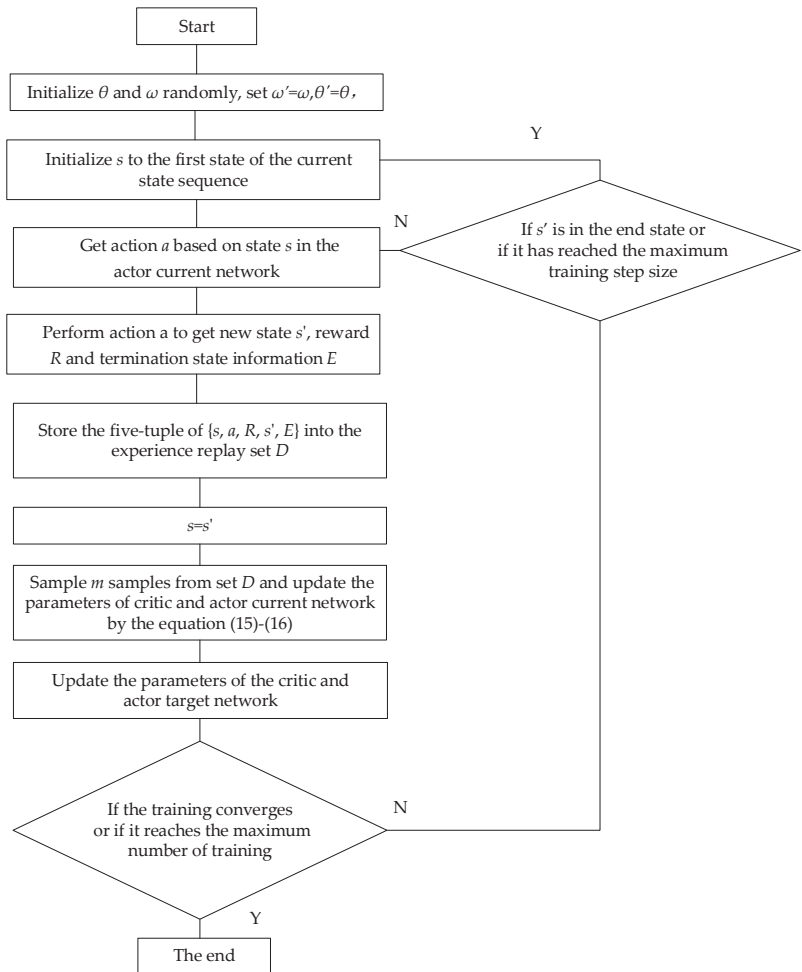 Start
Initialize θ and ω randomly, set ω'=ω,θ'=θ，
Y
Initialize s to the first state of the current
state sequence
N
If s' is in the end state or
if it has reached the maximum
training step size
Get action a based on state s in the
actor current network
Perform action a to get new state s', reward
R and termination state information E
Store the five-tuple of {s, a, R, s', E} into the
experience replay set D
s=s'
Sample m samples from set D and update the
parameters of critic and actor current network
by the equation (15)-(16)
Update the parameters of the critic and
actor target network
If the training converges
or if it reaches the maximum
number of training
N
Y
The end